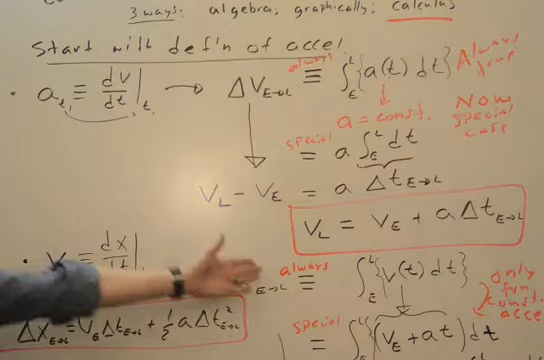 3 ways: algebra; graphically; calculus
Start with def'n of accel
• a_t ≡ dv/dt |_t → ΔV_E→L always ≡ ∫_E^L {a(t) dt} Always true
a = const. Now special case
special = a ∫_E^L dt
V_L - V_E = a Δt_E→L
V_L = V_E + a Δt_E→L
• V ≡ dx/dt |
E→L always ≡ ∫_E^L {v(t) dt} only for const. accel
ΔX_E→L = V_E Δt_E→L + ½ a Δt²_E→L
special = ∫_E^L (V_E + at) dt